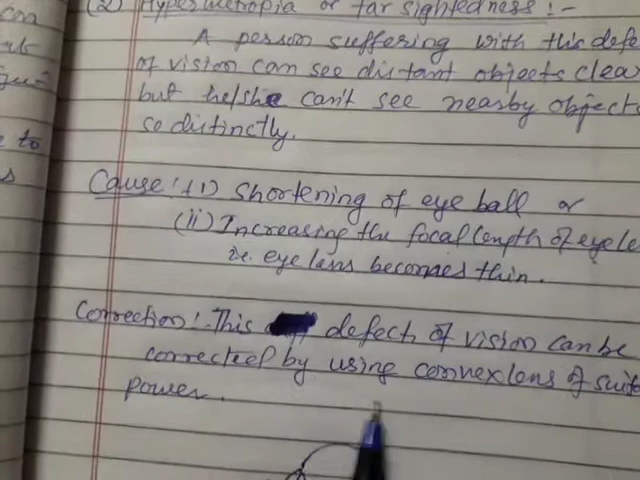 (2) Hypermetropia or far sightedness :-
A person suffering with this defe
of vision can see distant objects clear
but he/she can't see nearby objects
so distinctly.
to
s
Cause: (i) Shortening of eye ball or
(ii) Increasing the focal length of eye le
i.e. eye lens becomes thin.
Correction:- This defect of vision can be
corrected by using convex lens of suit
power.